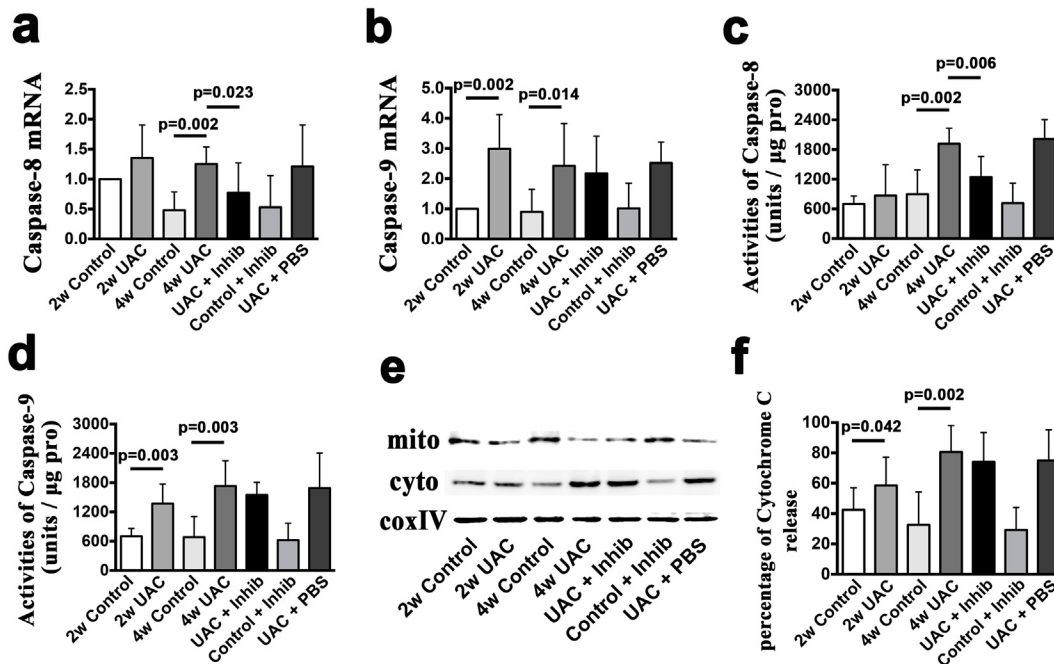 a
Caspase-8 mRNA
2.5
2.0
1.5
1.0
0.5
0.0
p=0.002
p=0.023
2w Control
2w UAC
4w Control
4w UAC
UAC + Inhib
Control + Inhib
UAC + PBS
b
Caspase-9 mRNA
5.0
4.0
3.0
2.0
1.0
0.0
p=0.002
p=0.014
2w Control
2w UAC
4w Control
4w UAC
UAC + Inhib
Control + Inhib
UAC + PBS
c
Activities of Caspase-8
(units / µg pro)
3000
2400
1800
1200
600
0
p=0.006
p=0.002
2w Control
2w UAC
4w Control
4w UAC
UAC + Inhib
Control + Inhib
UAC + PBS
d
Activities of Caspase-9
(units / µg pro)
3000
2400
1800
1200
600
0
p=0.003
p=0.003
2w Control
2w UAC
4w Control
4w UAC
UAC + Inhib
Control + Inhib
UAC + PBS
e
mito
cyto
coxIV
2w Control
2w UAC
4w Control
4w UAC
UAC + Inhib
Control + Inhib
UAC + PBS
f
percentage of Cytochrome C
release
100
80
60
40
20
0
p=0.042
p=0.002
2w Control
2w UAC
4w Control
4w UAC
UAC + Inhib
Control + Inhib
UAC + PBS